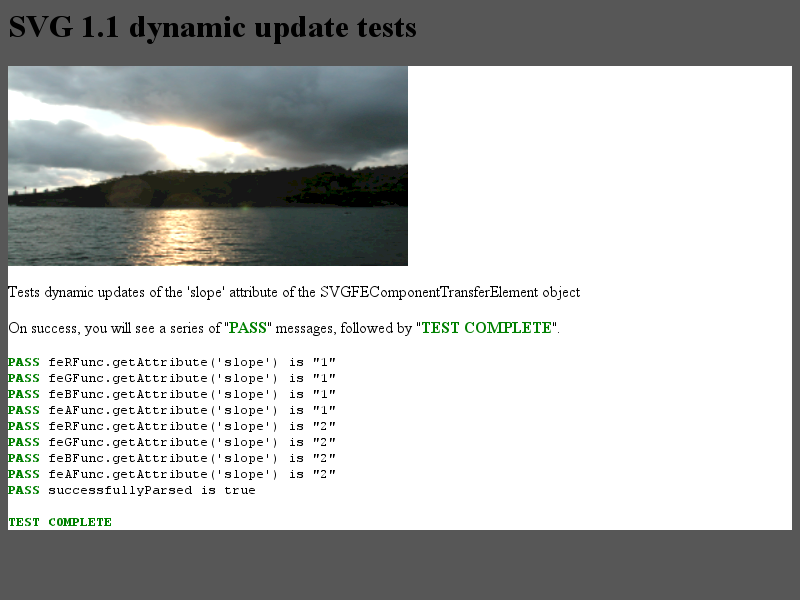 SVG 1.1 dynamic update tests
Tests dynamic updates of the 'slope' attribute of the SVGFEComponentTransferElement object
On success, you will see a series of "PASS" messages, followed by "TEST COMPLETE".
PASS feRFunc.getAttribute('slope') is "1"
PASS feGFunc.getAttribute('slope') is "1"
PASS feBFunc.getAttribute('slope') is "1"
PASS feAFunc.getAttribute('slope') is "1"
PASS feRFunc.getAttribute('slope') is "2"
PASS feGFunc.getAttribute('slope') is "2"
PASS feBFunc.getAttribute('slope') is "2"
PASS feAFunc.getAttribute('slope') is "2"
PASS successfullyParsed is true
TEST COMPLETE